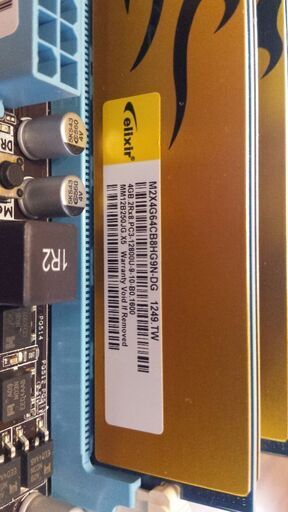 elixir
M2X4G64CB8HG9N-DG 1249.TW
4GB 2Rx8 PC3-12800U-9-10-B0.1600
MM12B250JG X5 Warranty Void If Removed
1R2